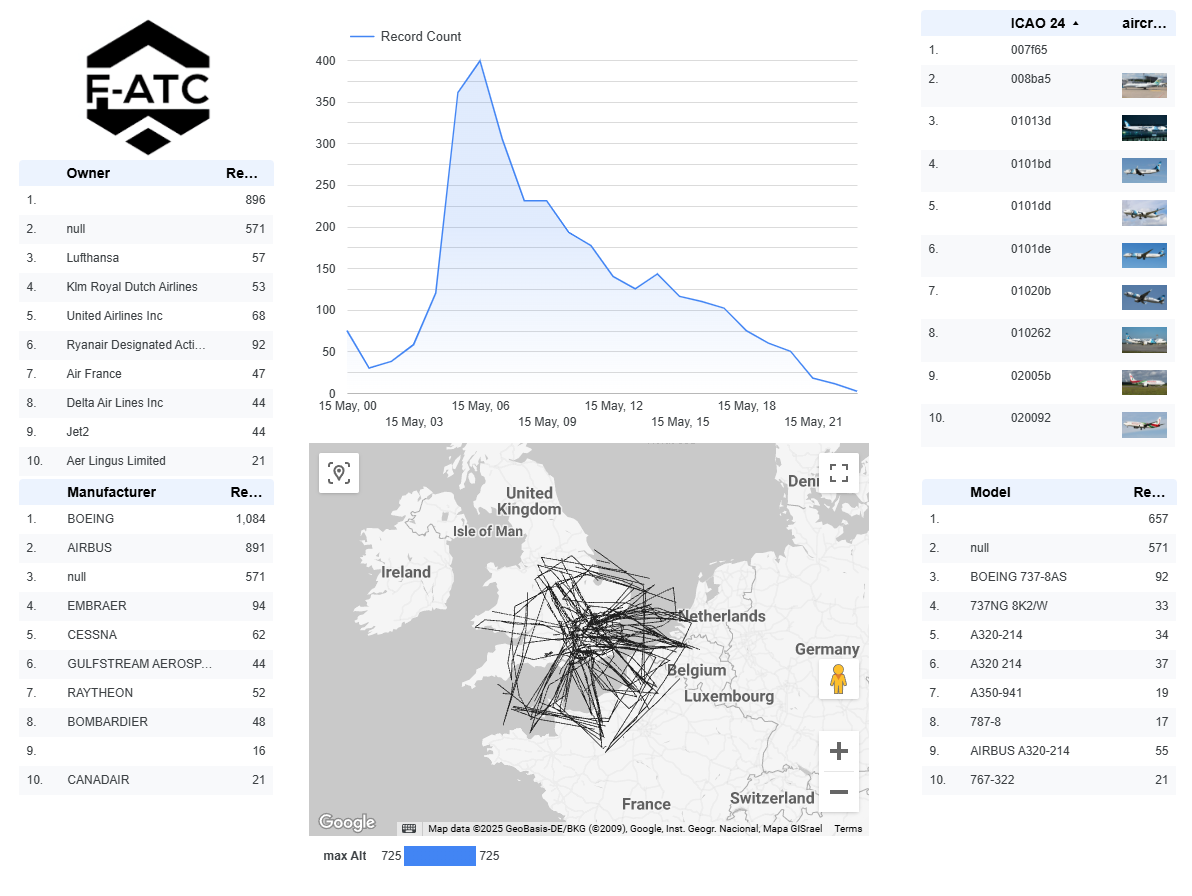 F-ATC
Owner Re…
1. 896
2. null 571
3. Lufthansa 57
4. Klm Royal Dutch Airlines 53
5. United Airlines Inc 68
6. Ryanair Designated Acti… 92
7. Air France 47
8. Delta Air Lines Inc 44
9. Jet2 44
10. Aer Lingus Limited 21
Manufacturer Re…
1. BOEING 1,084
2. AIRBUS 891
3. null 571
4. EMBRAER 94
5. CESSNA 62
6. GULFSTREAM AEROSP… 44
7. RAYTHEON 52
8. BOMBARDIER 48
9. 16
10. CANADAIR 21
Record Count
400
350
300
250
200
150
100
50
0
15 May, 00 15 May, 06 15 May, 12 15 May, 18
15 May, 03 15 May, 09 15 May, 15 15 May, 21
Deni
United
Kingdom
Isle of Man
Ireland
Netherlands
Germany
Belgium
Luxembourg
France
Switzerland
Google
Map data ©2025 GeoBasis-DE/BKG (©2009), Google, Inst. Geogr. Nacional, Mapa GISrael Terms
max Alt 725 725
ICAO 24 aircr…
1. 007f65
2. 008ba5
3. 01013d
4. 0101bd
5. 0101dd
6. 0101de
7. 01020b
8. 010262
9. 02005b
10. 020092
Model Re…
1. 657
2. null 571
3. BOEING 737-8AS 92
4. 737NG 8K2/W 33
5. A320-214 34
6. A320 214 37
7. A350-941 19
8. 787-8 17
9. AIRBUS A320-214 55
10. 767-322 21